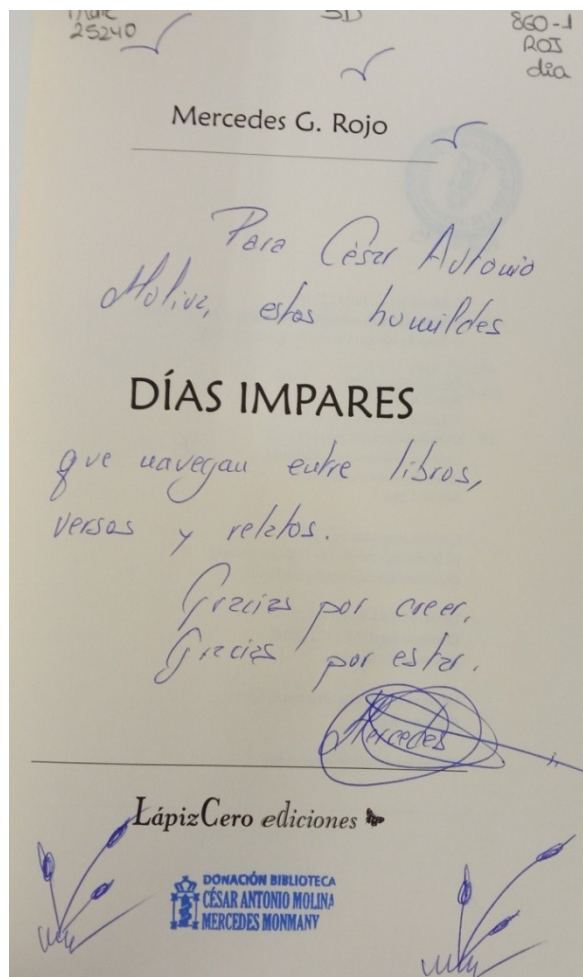 25240
SD
860-1
ROJ
dia
Mercedes G. Rojo
Para César Antonio
Molina, estos humildes
DÍAS IMPARES
que navegan entre libros,
versos y relatos.
Gracias por creer.
Gracias por estar.
Mercedes
LápizCero ediciones
DONACIÓN BIBLIOTECA
CÉSAR ANTONIO MOLINA
MERCEDES MONMANY